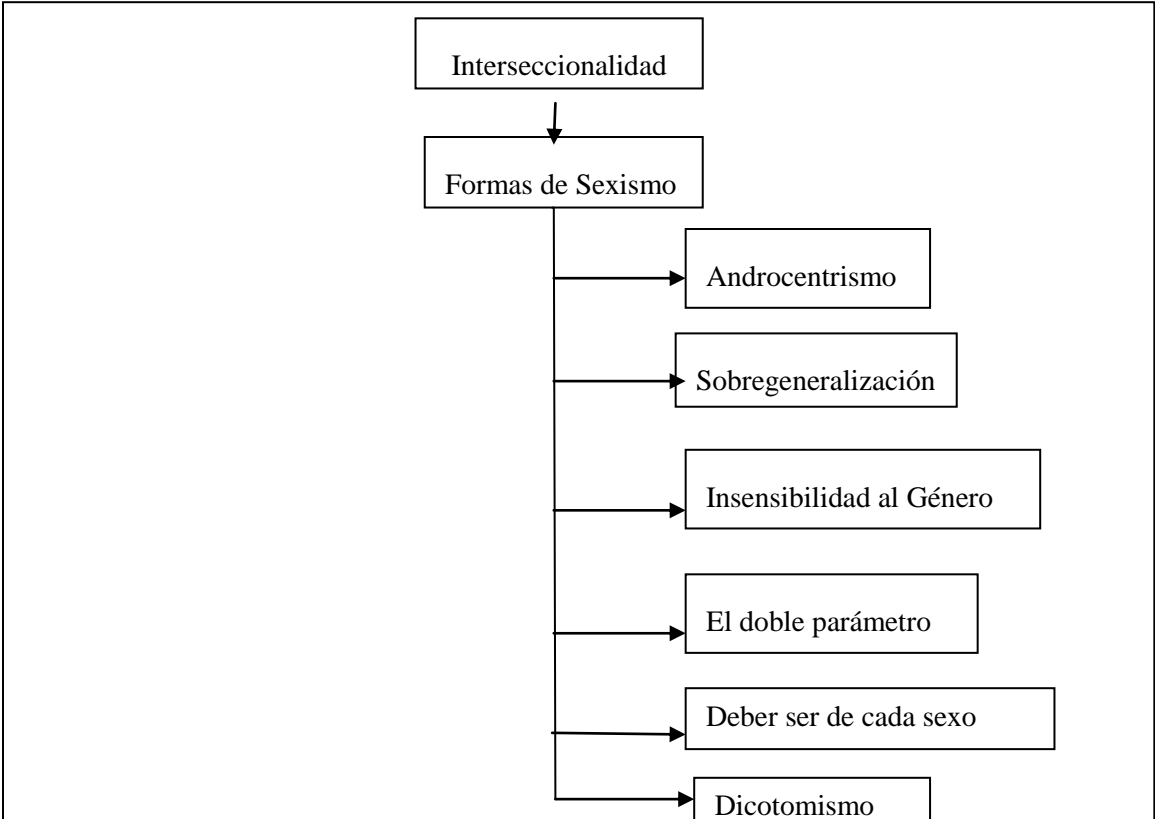 Interseccionalidad
Formas de Sexismo
Androcentrismo
Sobregeneralización
Insensibilidad al Género
El doble parámetro
Deber ser de cada sexo
Dicotomismo